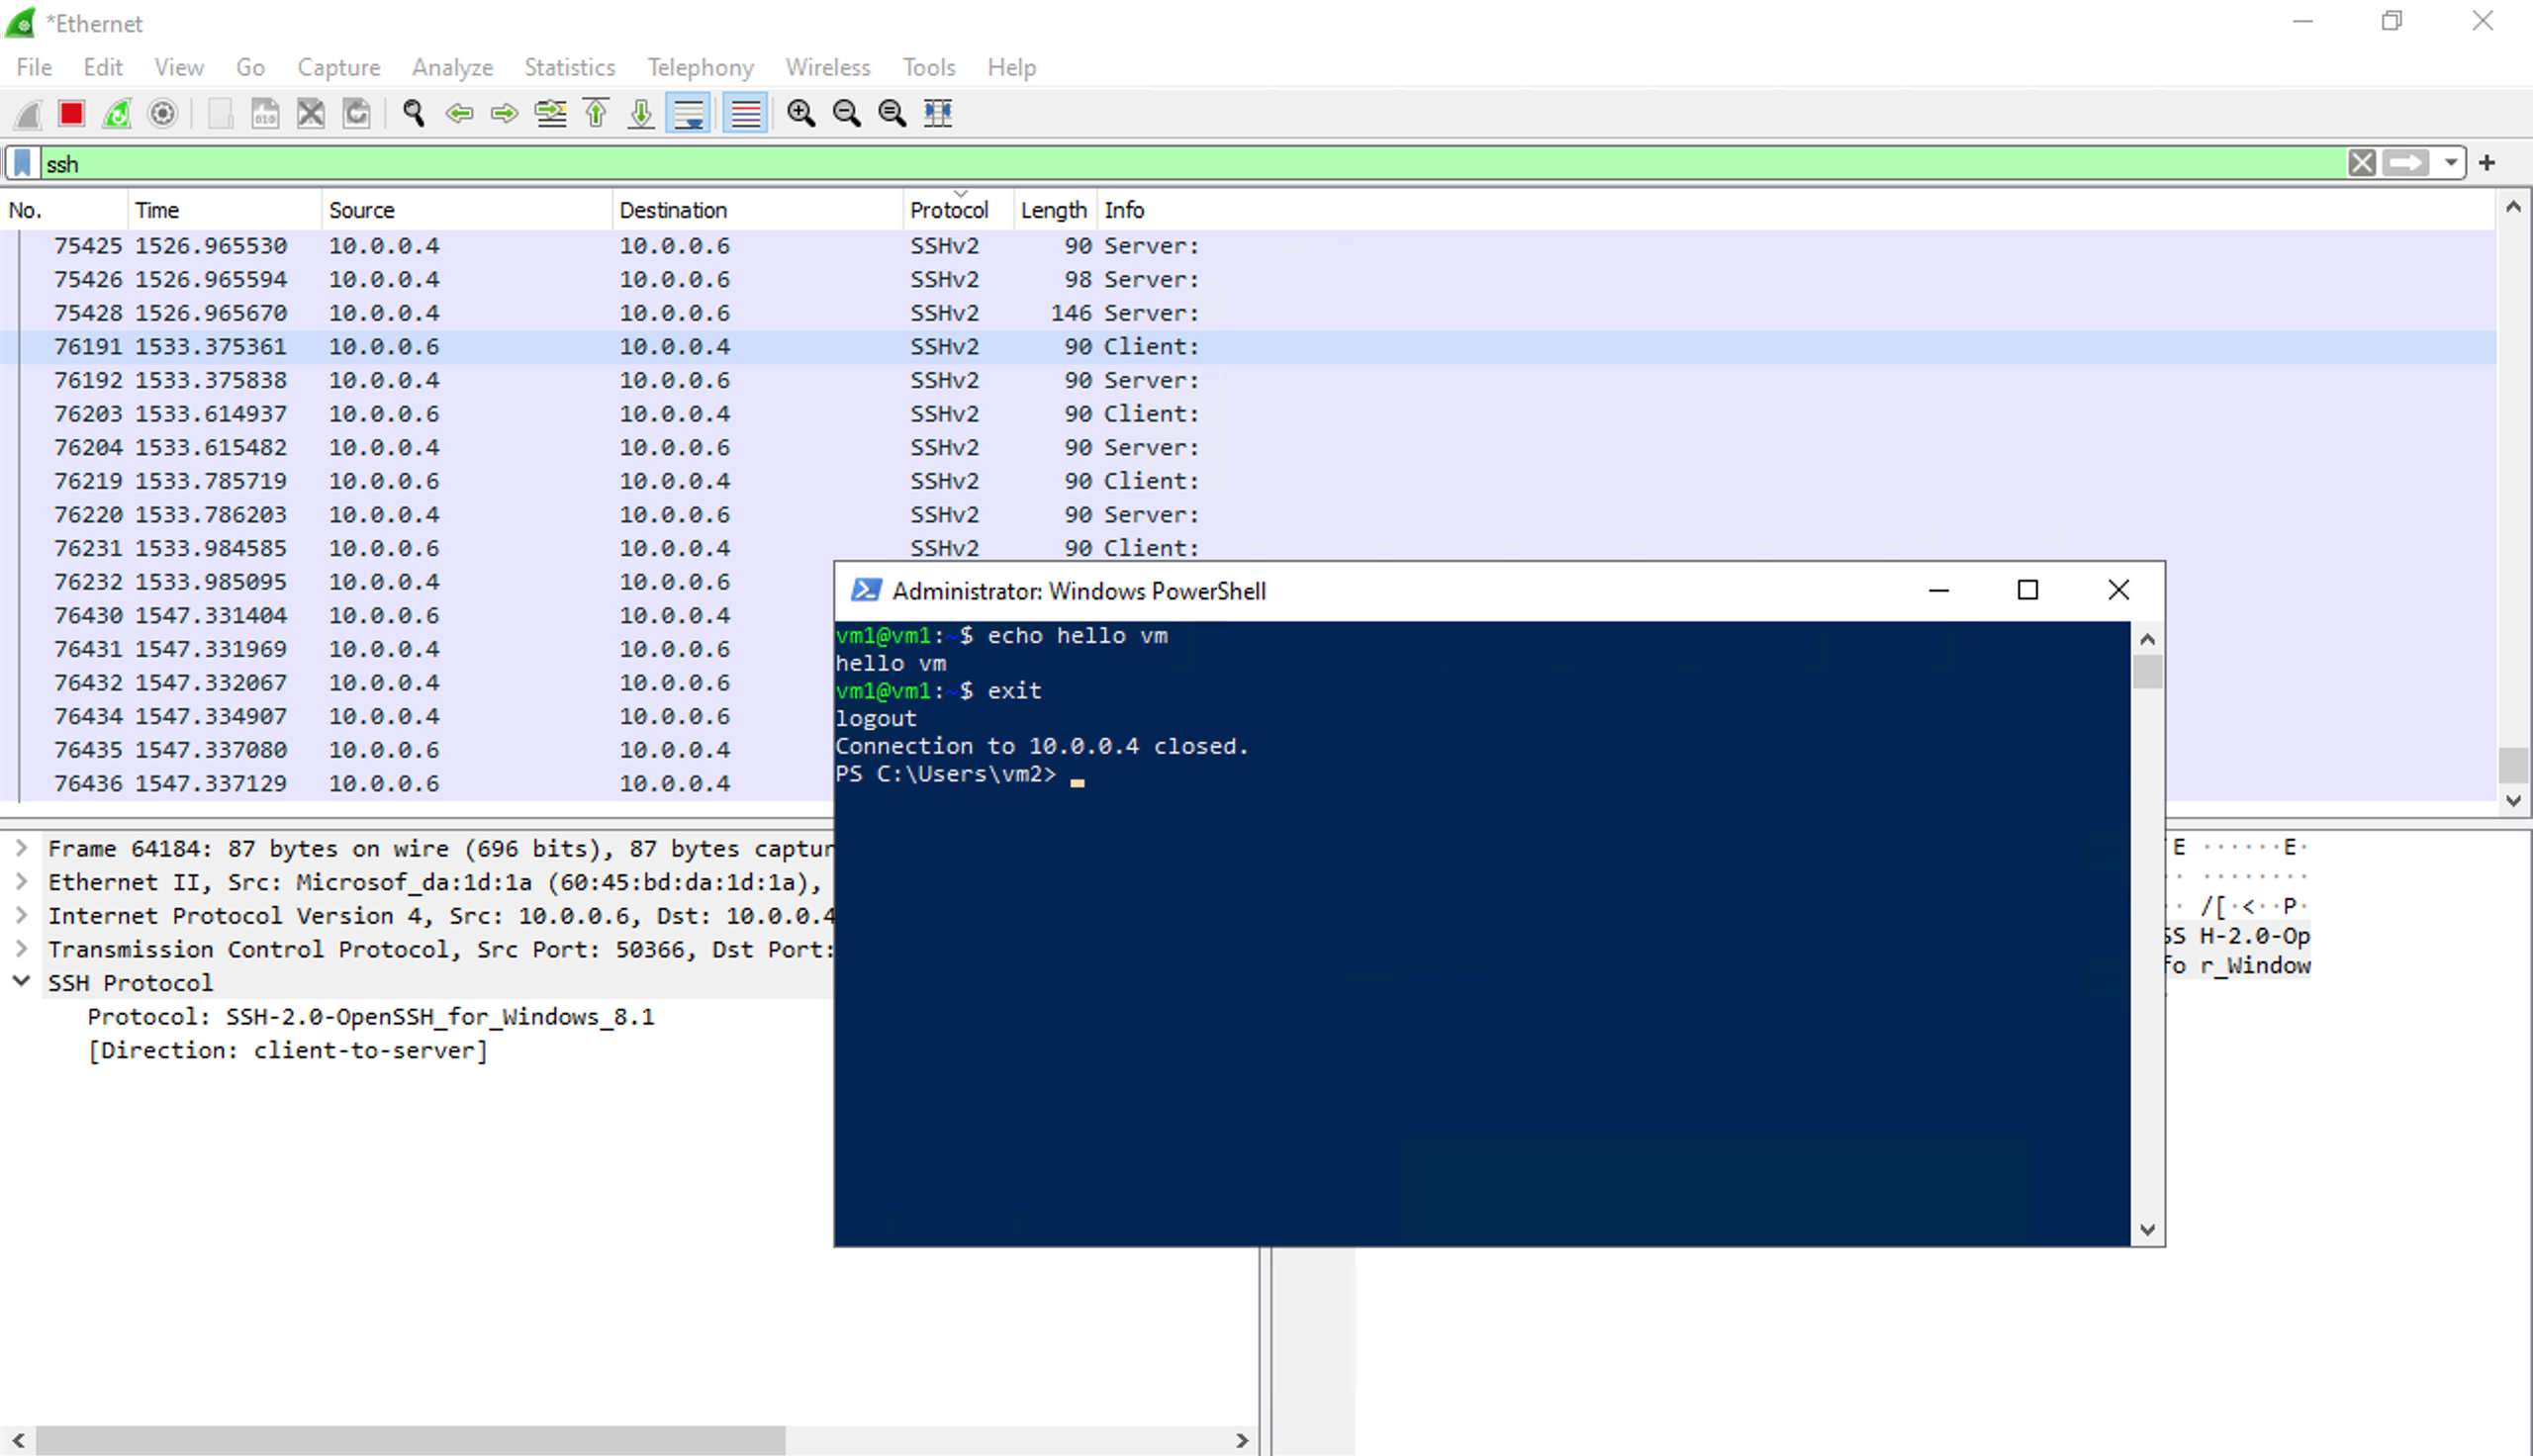 *Ethernet
File Edit View Go Capture Analyze Statistics Telephony Wireless Tools Help
ssh
No. Time Source Destination Protocol Length Info
75425 1526.965530 10.0.0.4 10.0.0.6 SSHv2 90 Server:
75426 1526.965594 10.0.0.4 10.0.0.6 SSHv2 98 Server:
75428 1526.965670 10.0.0.4 10.0.0.6 SSHv2 146 Server:
76191 1533.375361 10.0.0.6 10.0.0.4 SSHv2 90 Client:
76192 1533.375838 10.0.0.4 10.0.0.6 SSHv2 90 Server:
76203 1533.614937 10.0.0.6 10.0.0.4 SSHv2 90 Client:
76204 1533.615482 10.0.0.4 10.0.0.6 SSHv2 90 Server:
76219 1533.785719 10.0.0.6 10.0.0.4 SSHv2 90 Client:
76220 1533.786203 10.0.0.4 10.0.0.6 SSHv2 90 Server:
76231 1533.984585 10.0.0.6 10.0.0.4 SSHv2 90 Client:
76232 1533.985095 10.0.0.4 10.0.0.6
76430 1547.331404 10.0.0.6 10.0.0.4
76431 1547.331969 10.0.0.4 10.0.0.6
76432 1547.332067 10.0.0.4 10.0.0.6
76434 1547.334907 10.0.0.4 10.0.0.6
76435 1547.337080 10.0.0.6 10.0.0.4
76436 1547.337129 10.0.0.6 10.0.0.4
Administrator: Windows PowerShell
vm1@vm1:~$ echo hello vm
hello vm
vm1@vm1:~$ exit
logout
Connection to 10.0.0.4 closed.
PS C:\Users\vm2>
Frame 64184: 87 bytes on wire (696 bits), 87 bytes captur
Ethernet II, Src: Microsof_da:1d:1a (60:45:bd:da:1d:1a),
Internet Protocol Version 4, Src: 10.0.0.6, Dst: 10.0.0.4
Transmission Control Protocol, Src Port: 50366, Dst Port:
SSH Protocol
Protocol: SSH-2.0-OpenSSH_for_Windows_8.1
[Direction: client-to-server]
E ······E·
·· ········
· /[·<··P·
SS H-2.0-Op
fo r_Window